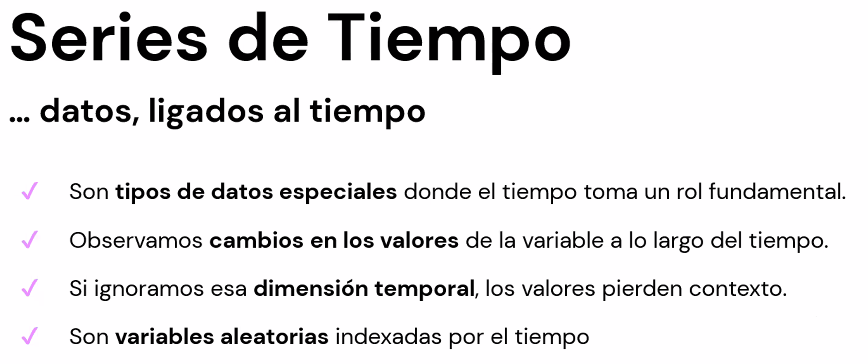 Series de Tiempo
... datos, ligados al tiempo
✓ Son tipos de datos especiales donde el tiempo toma un rol fundamental.
✓ Observamos cambios en los valores de la variable a lo largo del tiempo.
✓ Si ignoramos esa dimensión temporal, los valores pierden contexto.
✓ Son variables aleatorias indexadas por el tiempo